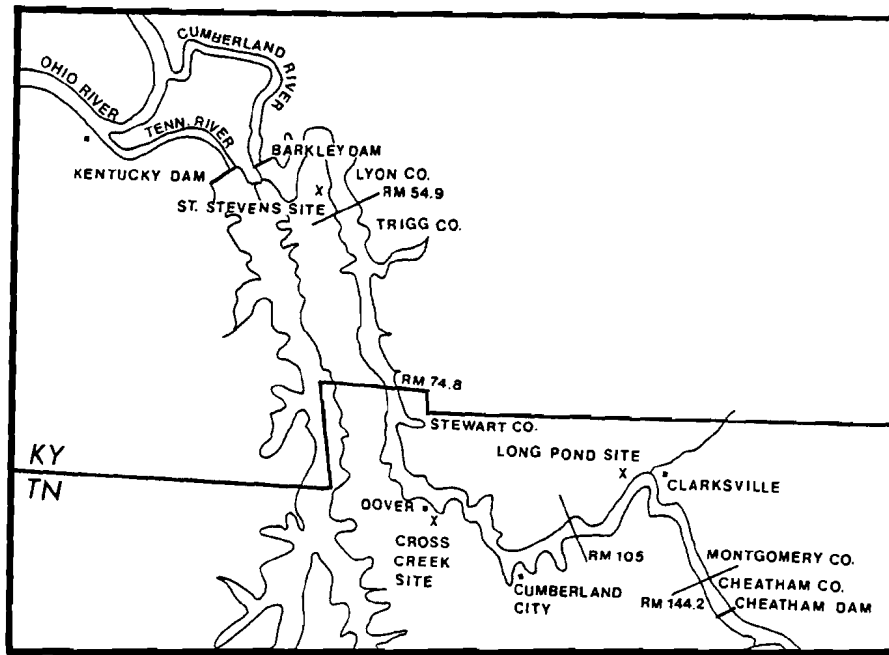 CUMBERLAND RIVER
OHIO RIVER
TENN. RIVER
BARKLEY DAM
KENTUCKY DAM
LYON CO.
RM 54.9
ST. STEVENS SITE
X
TRIGG CO.
RM 74.8
STEWART CO.
KY
TN
LONG POND SITE
X
CLARKSVILLE
DOVER
X
CROSS
CREEK
SITE
RM 105
CUMBERLAND
CITY
MONTGOMERY CO.
CHEATHAM CO.
RM 144.2
CHEATHAM DAM